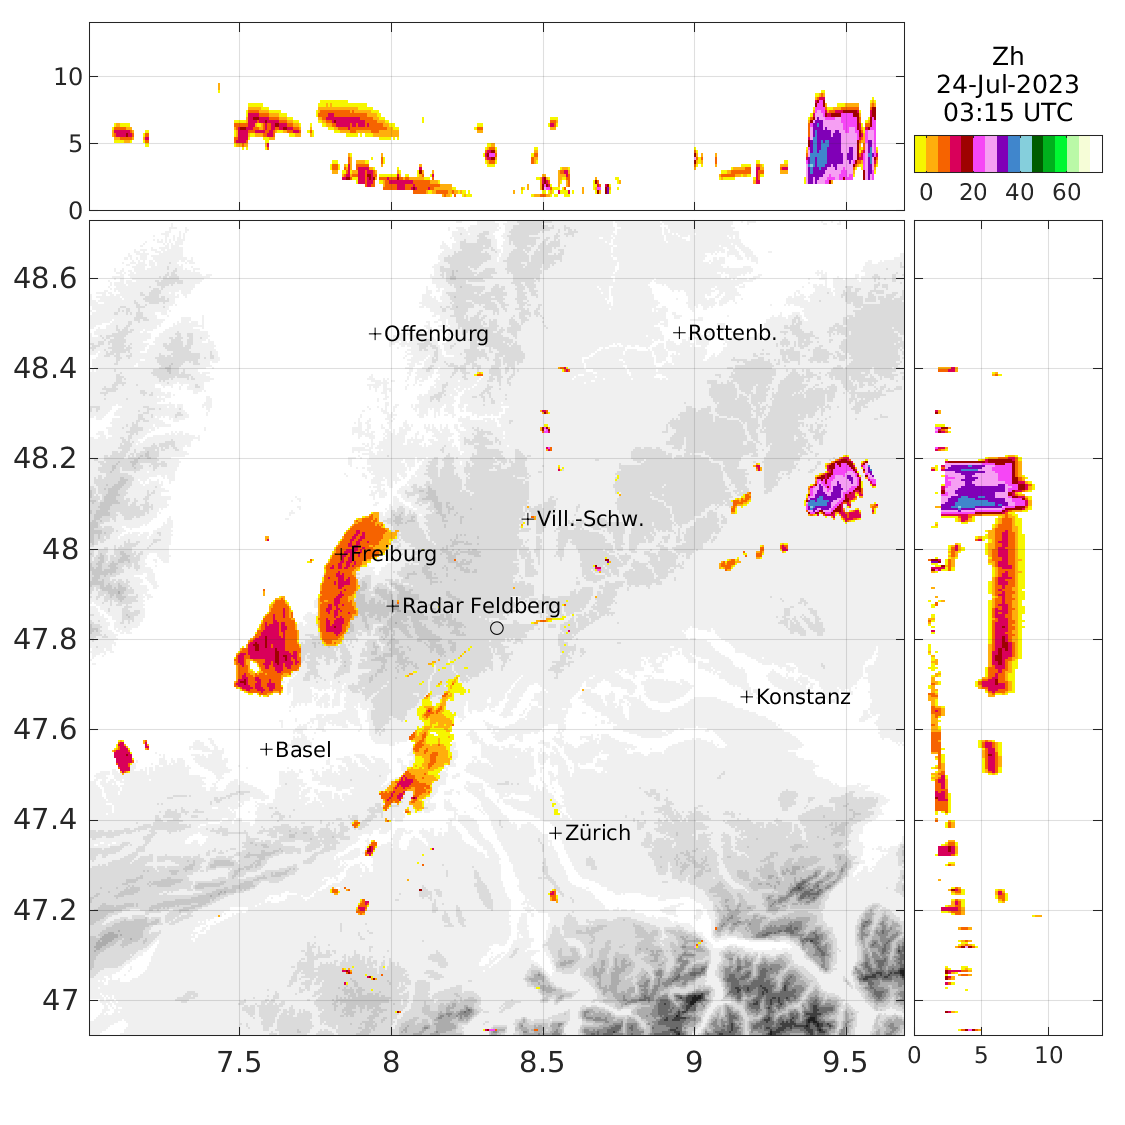 Zh
24-Jul-2023
03:15 UTC
0 20 40 60
10
5
0
48.6
48.4
48.2
48
47.8
47.6
47.4
47.2
47
+Offenburg
+Rottenb.
+Vill.-Schw.
+Freiburg
+Radar Feldberg
+Konstanz
+Basel
+Zürich
7.5 8 8.5 9 9.5
0 5 10